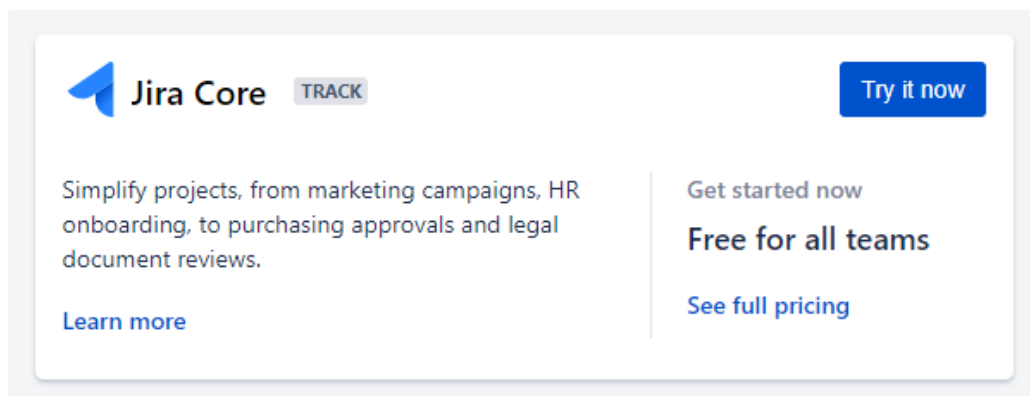 Jira Core TRACK
Try it now
Simplify projects, from marketing campaigns, HR
onboarding, to purchasing approvals and legal
document reviews.
Learn more
Get started now
Free for all teams
See full pricing